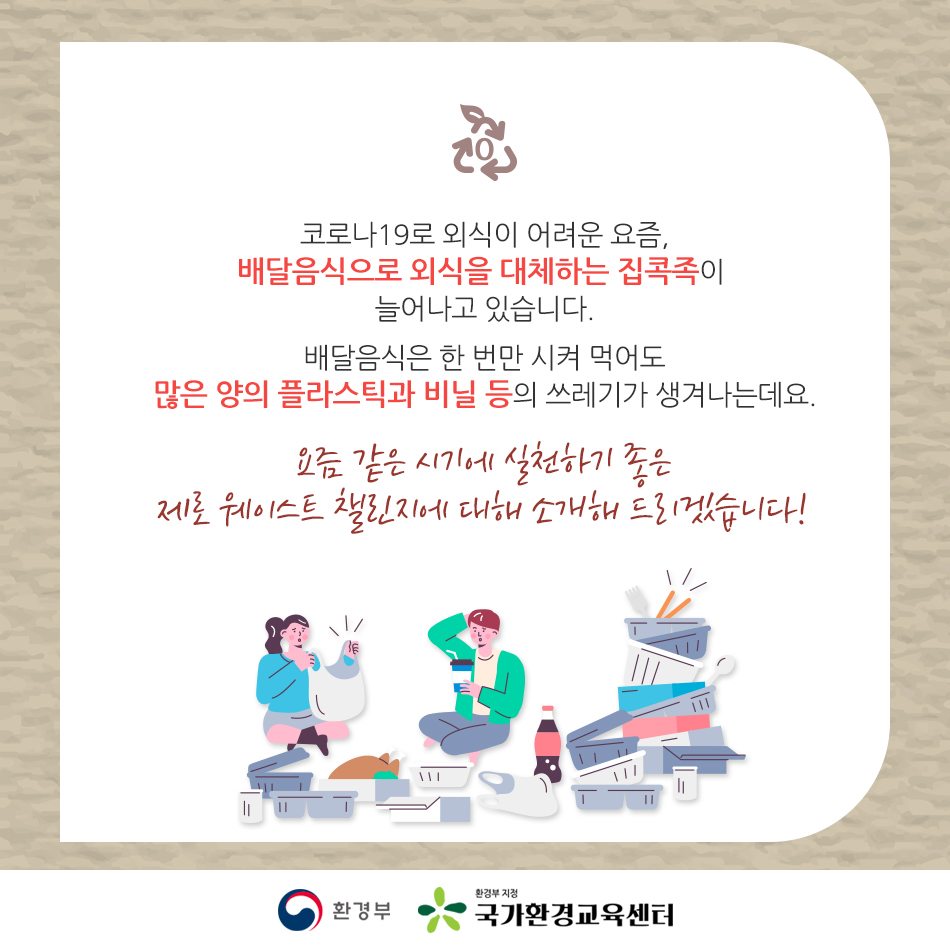 0
코로나19로 외식이 어려운 요즘,
배달음식으로 외식을 대체하는 집콕족이
늘어나고 있습니다.
배달음식은 한 번만 시켜 먹어도
많은 양의 플라스틱과 비닐 등의 쓰레기가 생겨나는데요.
요즘 같은 시기에 실천하기 좋은
제로 웨이스트 챌린지에 대해 소개해 드리겠습니다!
환경부
환경부 지정
국가환경교육센터